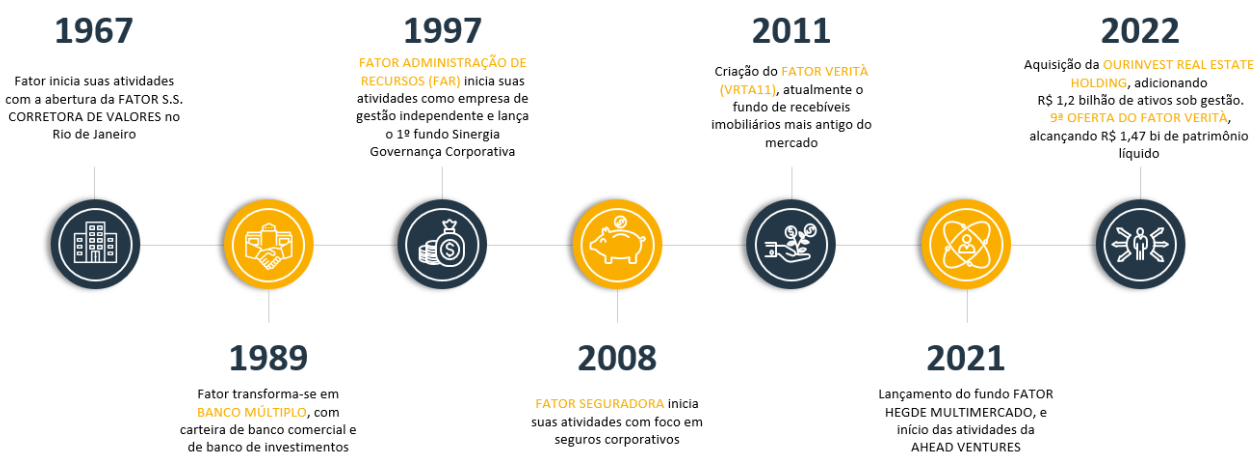 1967
Fator inicia suas atividades
com a abertura da FATOR S.S.
CORRETORA DE VALORES no
Rio de Janeiro
1989
Fator transforma-se em
BANCO MÚLTIPLO, com
carteira de banco comercial e
de banco de investimentos
1997
FATOR ADMINISTRAÇÃO DE
RECURSOS (FAR) inicia suas
atividades como empresa de
gestão independente e lança
o 1º fundo Sinergia
Governança Corporativa
2008
FATOR SEGURADORA inicia
suas atividades com foco em
seguros corporativos
2011
Criação do FATOR VERITÀ
(VRTA11), atualmente o
fundo de recebíveis
imobiliários mais antigo do
mercado
2021
Lançamento do fundo FATOR
HEGDE MULTIMERCADO, e
início das atividades da
AHEAD VENTURES
2022
Aquisição da OURINVEST REAL ESTATE
HOLDING, adicionando
R$ 1,2 bilhão de ativos sob gestão.
9ª OFERTA DO FATOR VERITÀ,
alcançando R$ 1,47 bi de patrimônio
líquido